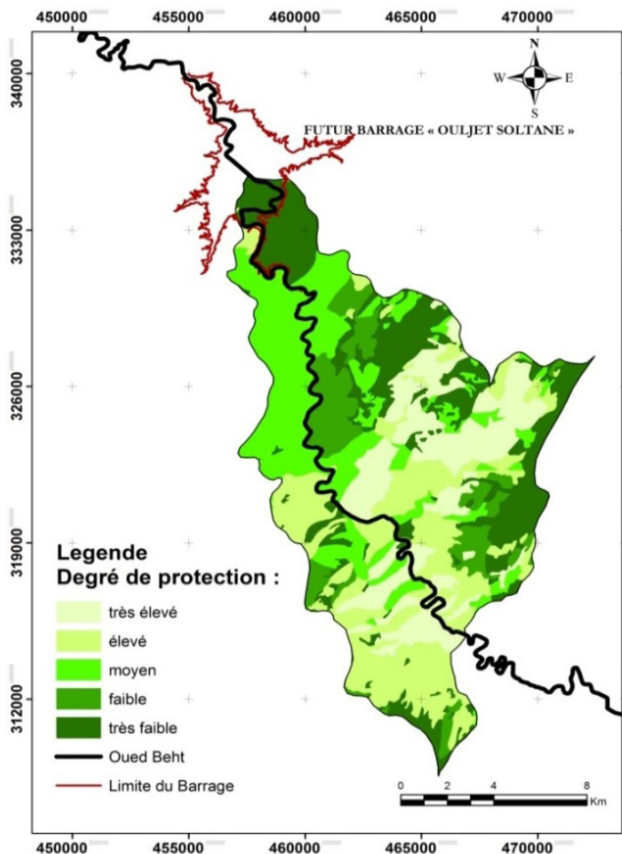 450000 455000 460000 465000 470000
N
W E
S
FUTUR BARRAGE « OULJET SOLTANE »
340000
333000
326000
319000
312000
Legende
Degré de protection :
très élevé
élevé
moyen
faible
très faible
Oued Beht
Limite du Barrage
0 2 4 8
Km
450000 455000 460000 465000 470000